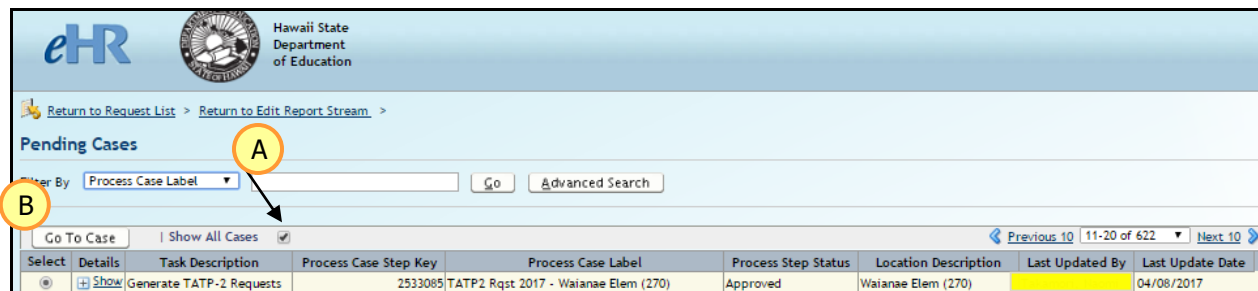 eHR
Hawaii State
Department
of Education
Return to Request List > Return to Edit Report Stream >
Pending Cases
A
Filter By Process Case Label Go Advanced Search
B
Go To Case | Show All Cases Previous 10 11-20 of 622 Next 10
Select Details Task Description Process Case Step Key Process Case Label Process Step Status Location Description Last Updated By Last Update Date
Show Generate TATP-2 Requests 2533085 TATP2 Rqst 2017 - Waianae Elem (270) Approved Waianae Elem (270) 04/08/2017